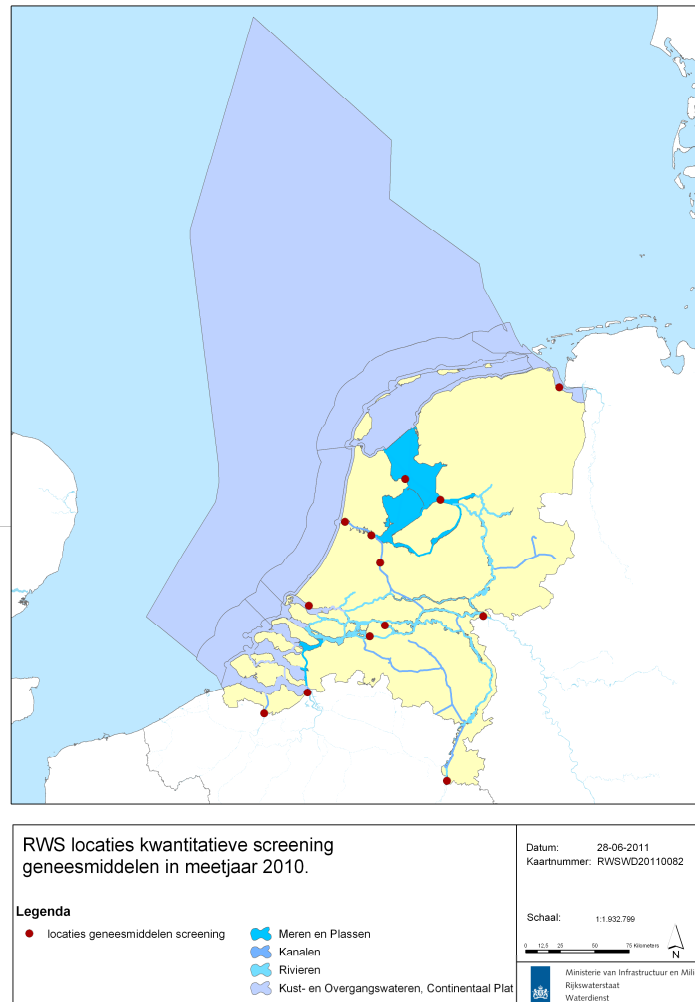 RWS locaties kwantitatieve screening
geneesmiddelen in meetjaar 2010.
Legenda
locaties geneesmiddelen screening
Meren en Plassen
Kanalen
Rivieren
Kust- en Overgangswateren, Continentaal Plat
Datum: 28-06-2011
Kaartnummer: RWSWD20110082
Schaal: 1:1.932.799
0 12,5 25 50 75 Kilometers
N
Ministerie van Infrastructuur en Mili
Rijkswaterstaat
Waterdienst